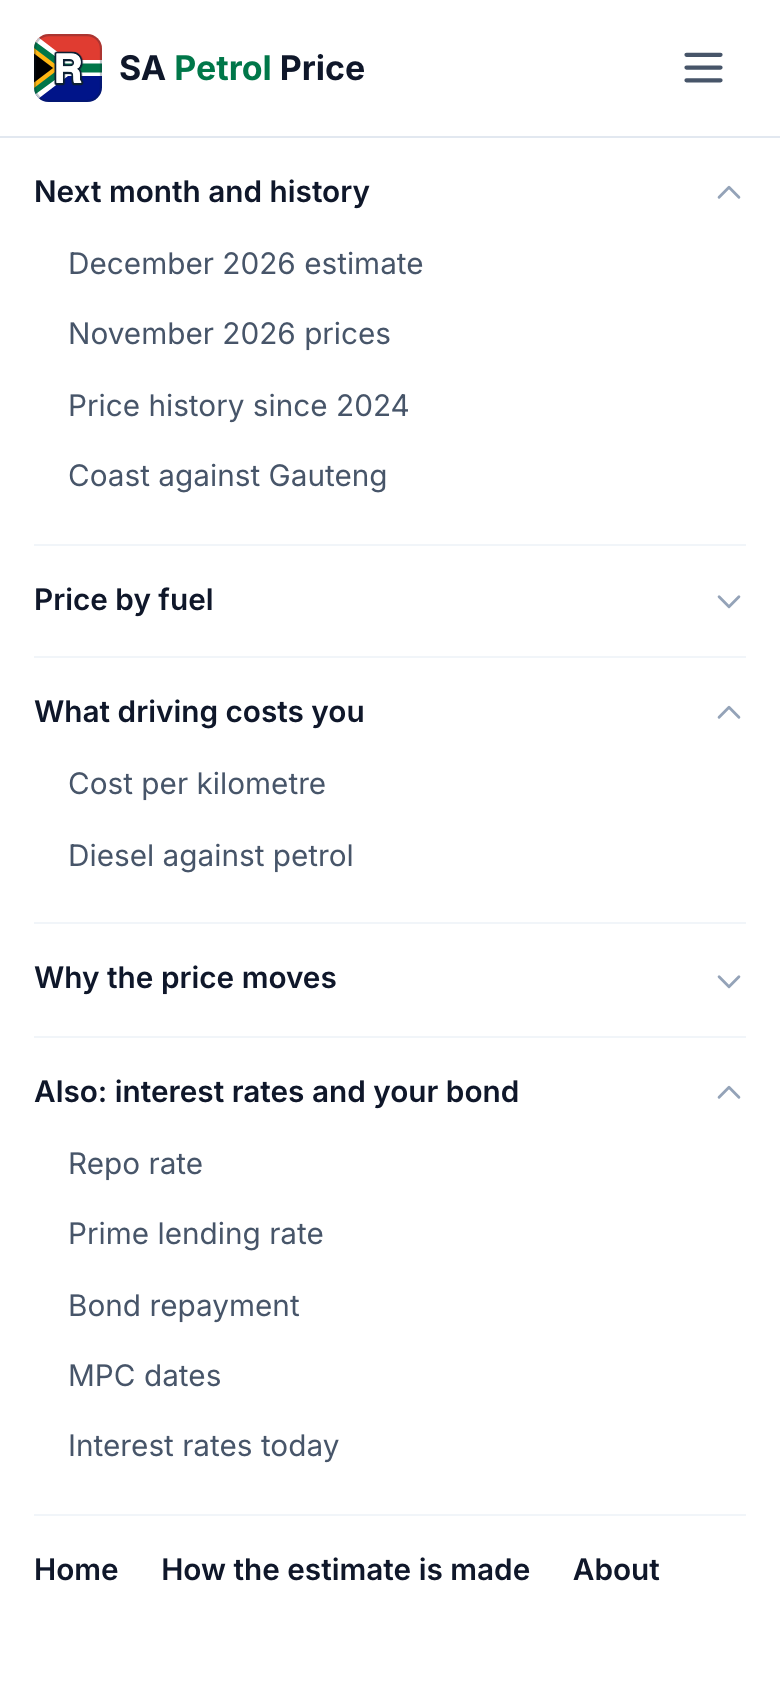 R
SA Petrol Price
Next month and history
December 2026 estimate
November 2026 prices
Price history since 2024
Coast against Gauteng
Price by fuel
What driving costs you
Cost per kilometre
Diesel against petrol
Why the price moves
Also: interest rates and your bond
Repo rate
Prime lending rate
Bond repayment
MPC dates
Interest rates today
Home How the estimate is made About